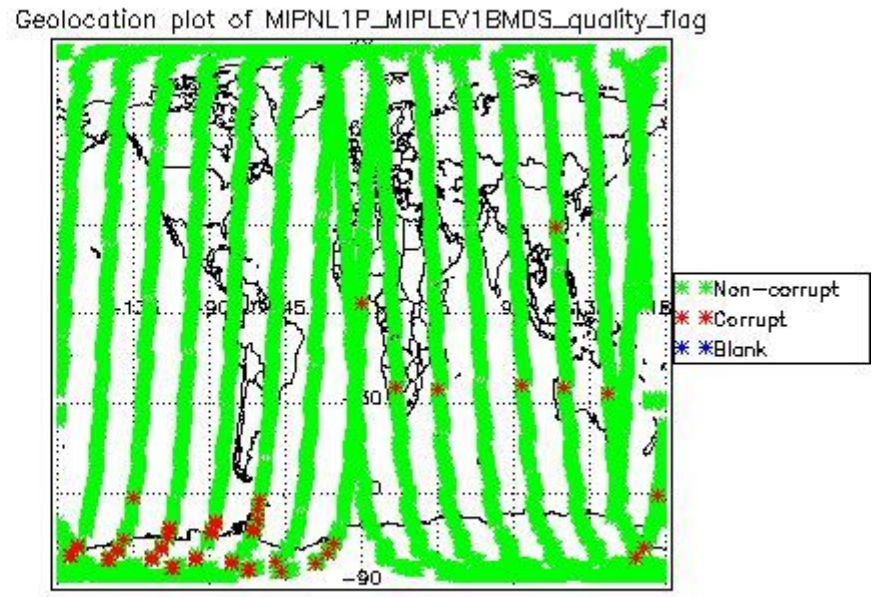 Geolocation plot of MIPNL1P_MIPLEV1BMDS_quality_flag
Non-corrupt
Corrupt
Blank
-90